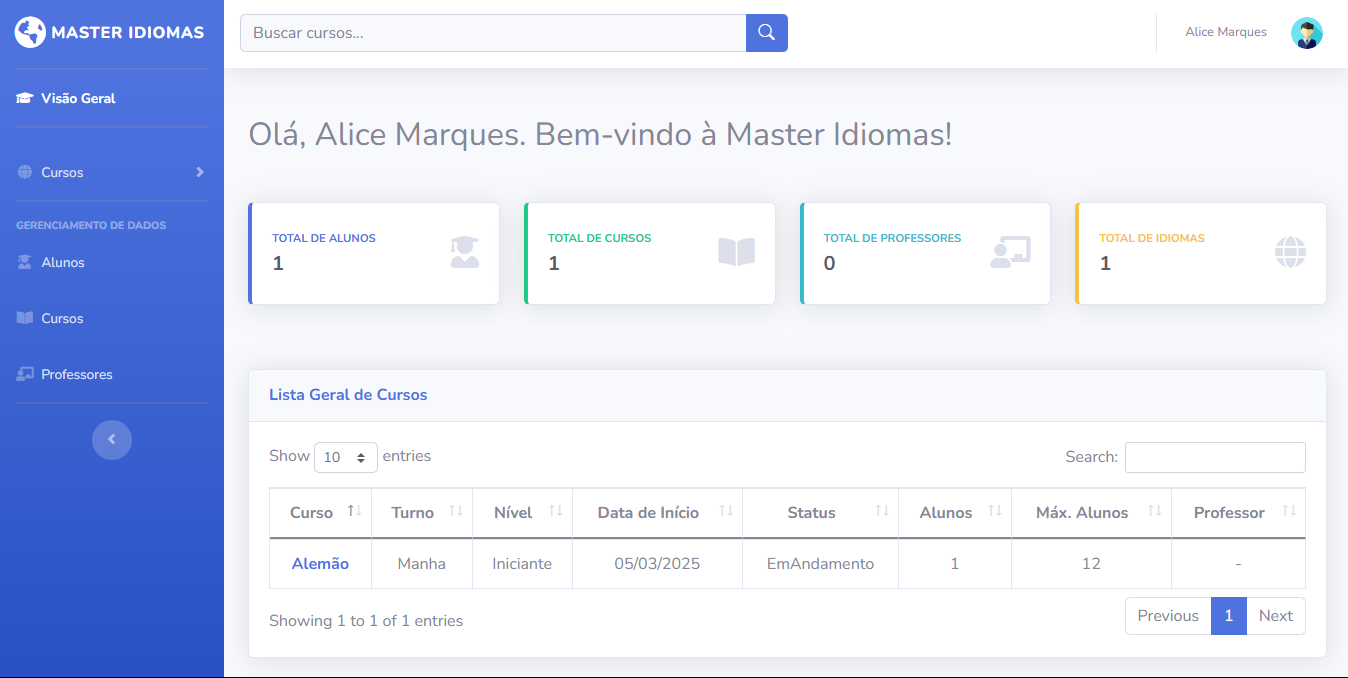 MASTER IDIOMAS
Buscar cursos...
Alice Marques
Visão Geral
Cursos
GERENCIAMENTO DE DADOS
Alunos
Cursos
Professores
Olá, Alice Marques. Bem-vindo à Master Idiomas!
TOTAL DE ALUNOS
1
TOTAL DE CURSOS
1
TOTAL DE PROFESSORES
0
TOTAL DE IDIOMAS
1
Lista Geral de Cursos
Show 10 entries
Search:
Curso Turno Nível Data de Início Status Alunos Máx. Alunos Professor
Alemão Manha Iniciante 05/03/2025 EmAndamento 1 12 -
Showing 1 to 1 of 1 entries
Previous 1 Next